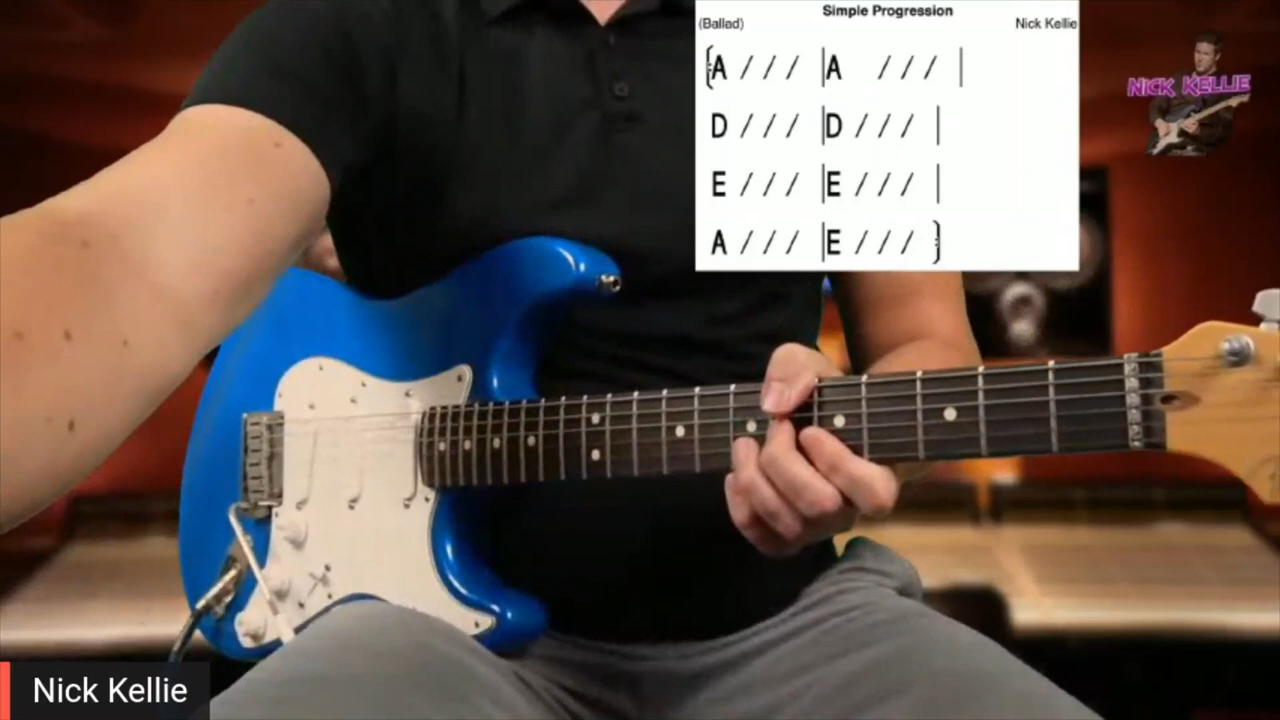 Simple Progression
(Ballad) Nick Kellie
A / / / | A / / / |
D / / / | D / / / |
E / / / | E / / / |
A / / / | E / / /
NICK KELLIE
Nick Kellie